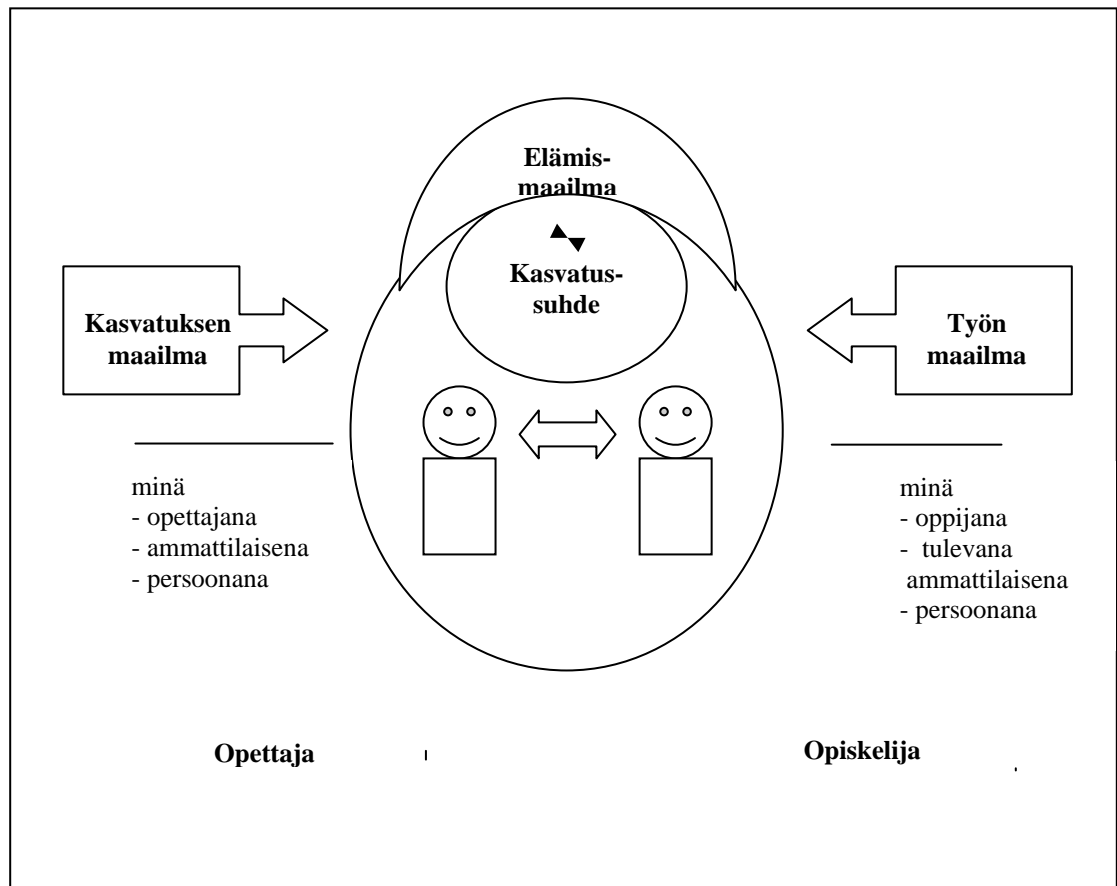 Elämis-
maailma
Kasvatus-
suhde
Kasvatuksen
maailma
Työn
maailma
minä
- opettajana
- ammattilaisena
- persoonana
minä
- oppijana
- tulevana
ammattilaisena
- persoonana
Opettaja
Opiskelija